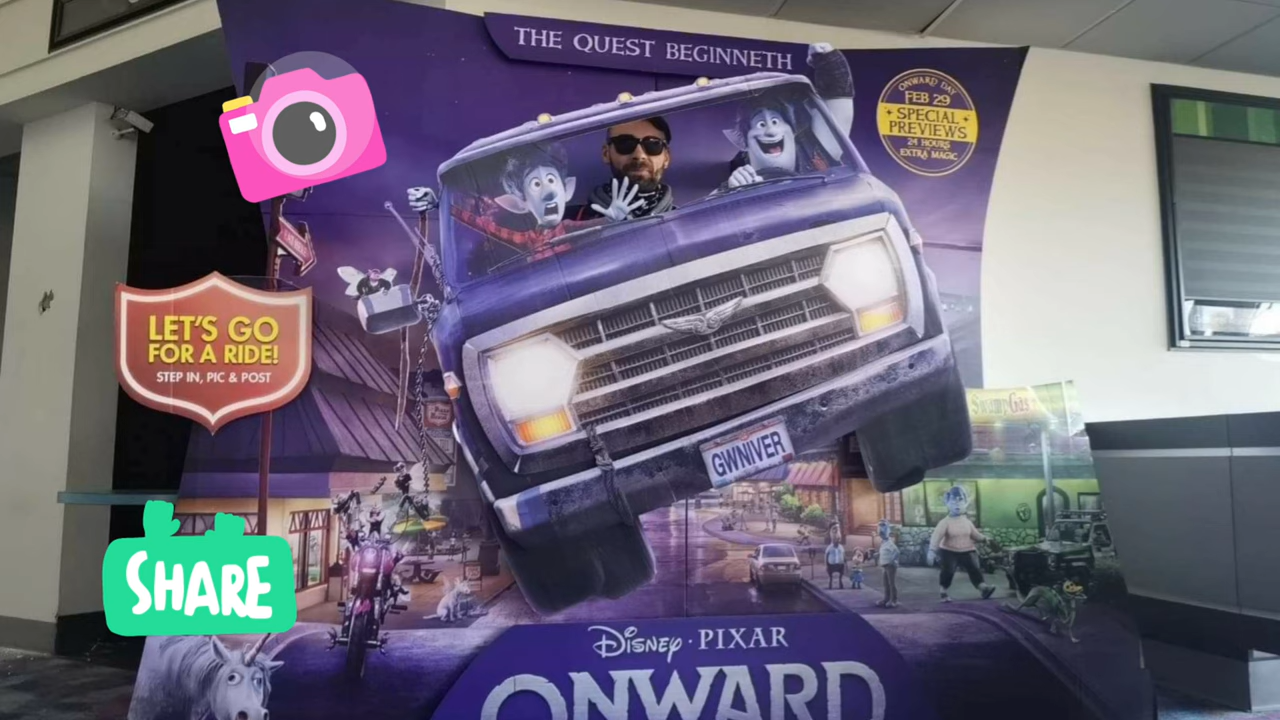 THE QUEST BEGINNETH
ONWARD DAY
FEB 29
SPECIAL
PREVIEWS
24 HOURS
EXTRA MAGIC
LET'S GO
FOR A RIDE!
STEP IN, PIC & POST
SwampGas
GWNIVER
SHARE
Disney · PIXAR
ONWARD